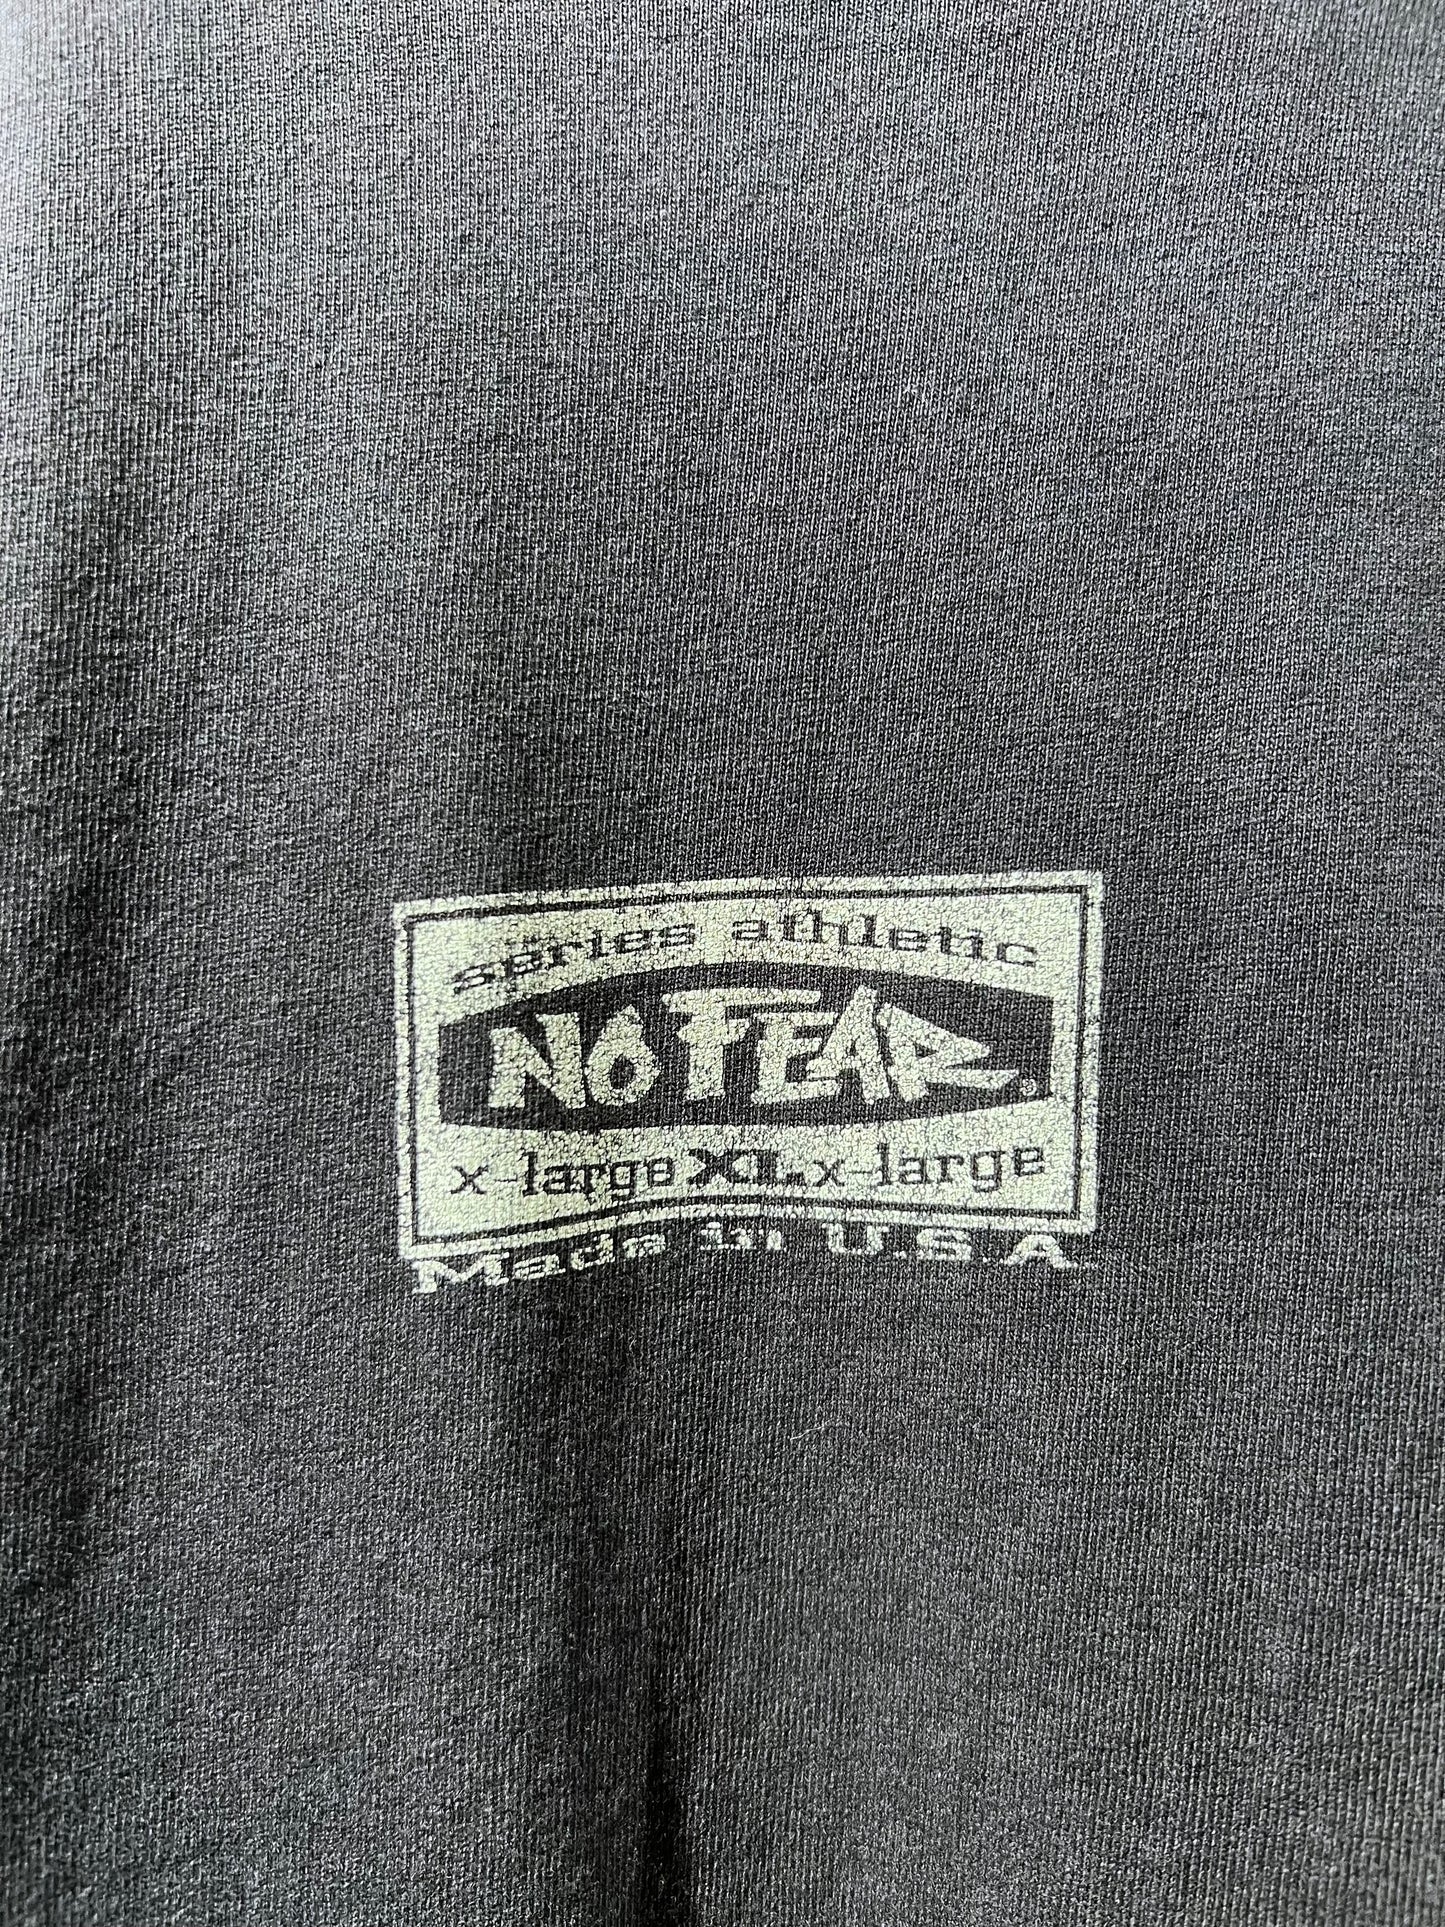 series athletic
NO FEAR®
x-large XL x-large
Made in U.S.A.